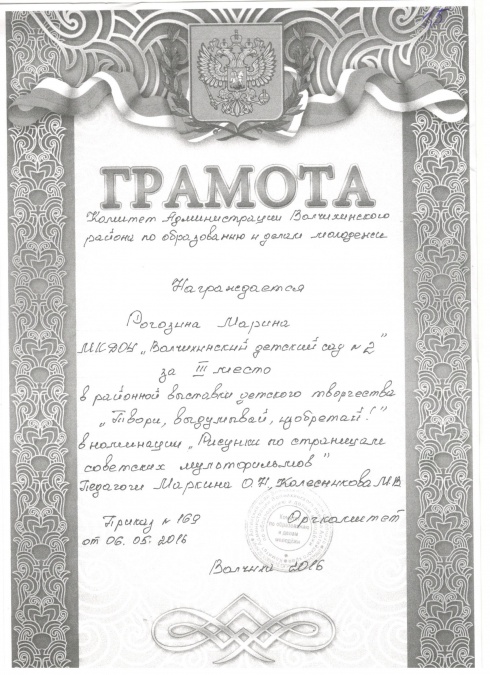 15
ГРАМОТА
Комитет Администрации Волчихинского
района по образованию и делам молодежи
Награждается
Рогозина Марина
МКДОУ „Волчихинский детский сад №2”
за III место
в районной выставки детского творчества
„Твори, выдумывай, изобретай!”
в номинации „Рисунки по страницам
советских мультфильмов”
Педагоги Маркина О Н, Колесникова М В
Приказ № 169 Оргкомитет
от 06. 05. 2016
Волчиха 2016